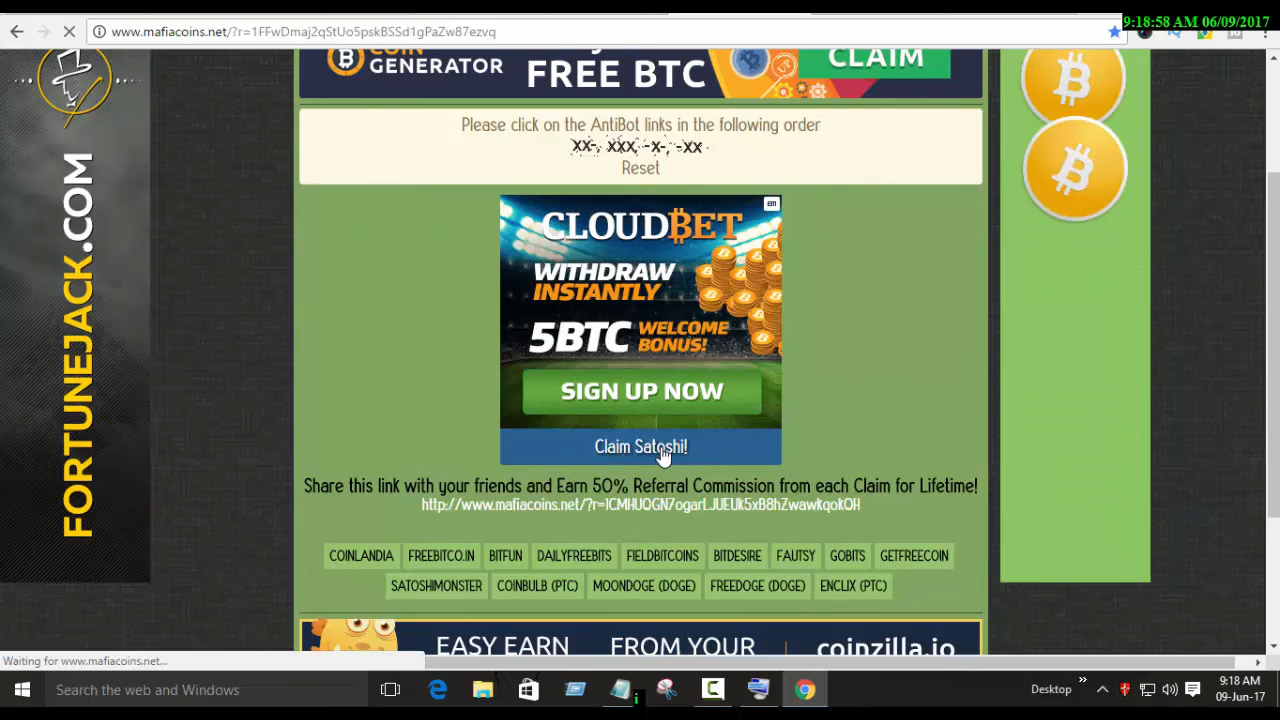 9:18:58 AM 06/09/2017
www.mafiacoins.net/?r=1FFwDmaj2qStUo5pskBSSd1gPaZw87ezvq
COIN
GENERATOR
FREE BTC
CLAIM
Please click on the AntiBot links in the following order
xx-, xxx, -x-, -xx
Reset
FORTUNEJACK.COM
CLOUDBET
WITHDRAW
INSTANTLY
5BTC WELCOME
BONUS!
SIGN UP NOW
Claim Satoshi!
Share this link with your friends and Earn 50% Referral Commission from each Claim for Lifetime!
COINLANDIA FREEBITCO.IN BITFUN DAILYFREEBITS FIELDBITCOINS BITDESIRE FAUTSY GOBITS GETFREECOIN
SATOSHIMONSTER COINBULB (PTC) MOONDOGE (DOGE) FREEDOGE (DOGE) ENCLIX (PTC)
EASY EARN FROM YOUR coinzilla.io
Waiting for www.mafiacoins.net...
Search the web and Windows
Desktop
9:18 AM
09-Jun-17